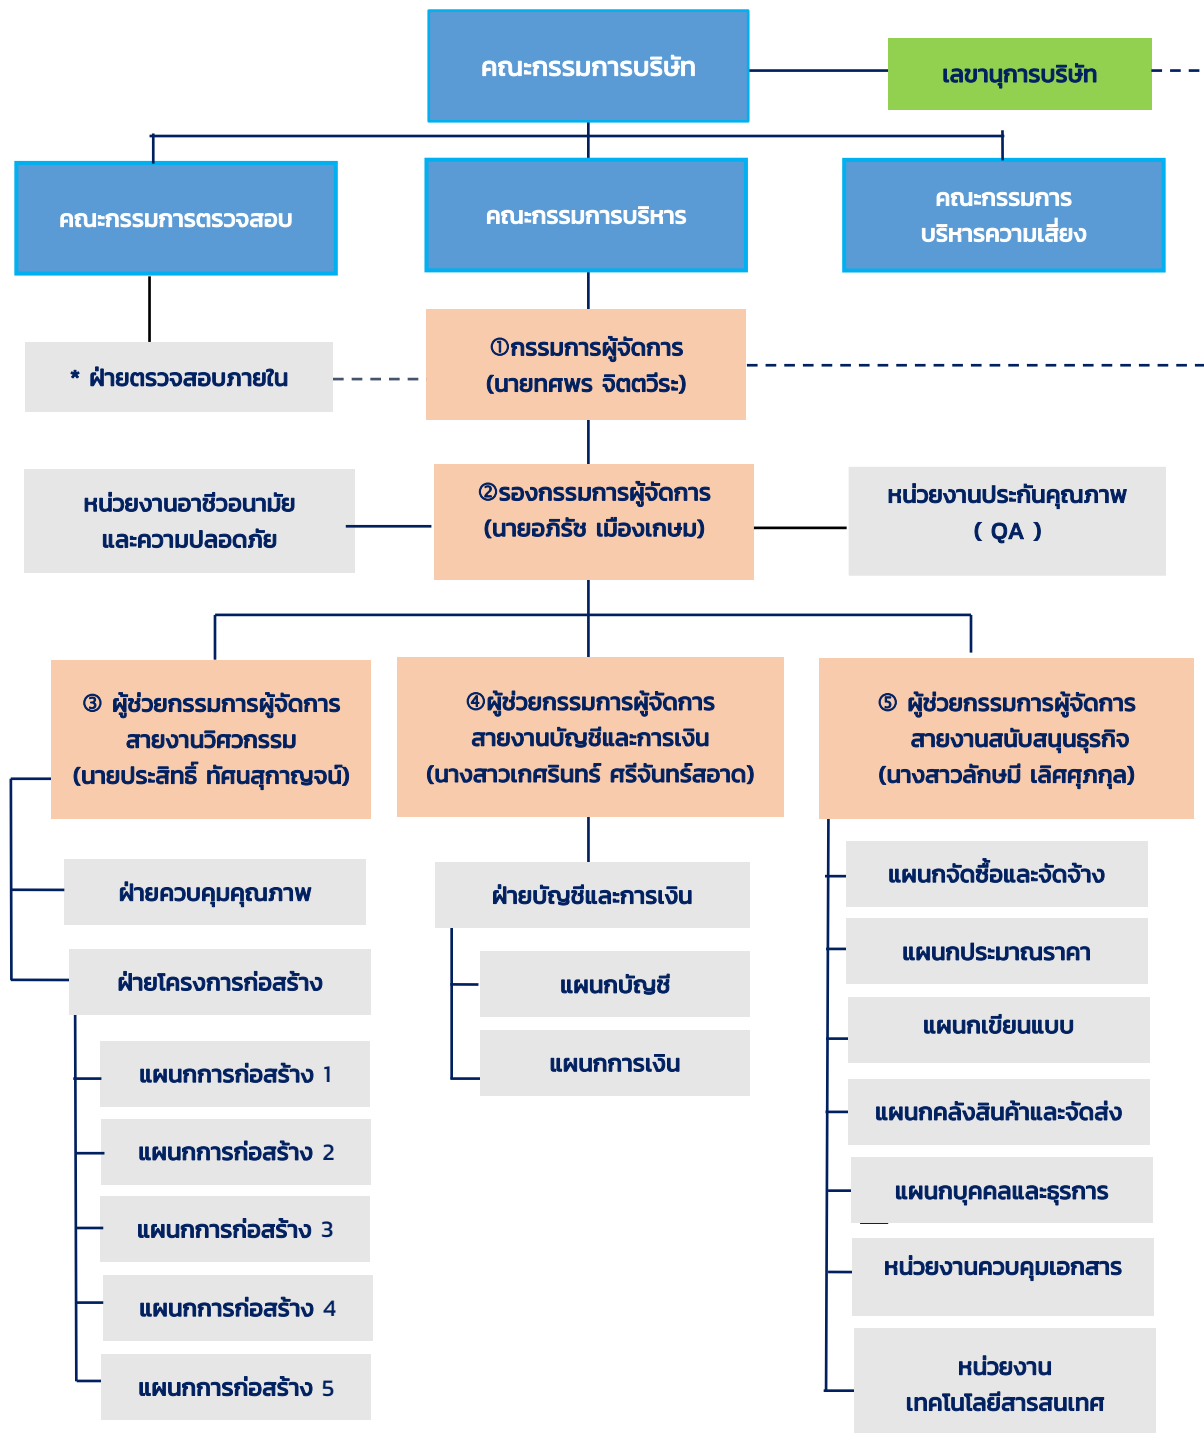 คณะกรรมการบริษัท
เลขานุการบริษัท
คณะกรรมการตรวจสอบ
คณะกรรมการบริหาร
คณะกรรมการ
บริหารความเสี่ยง
* ฝ่ายตรวจสอบภายใน
①กรรมการผู้จัดการ
(นายทศพร จิตตวีระ)
หน่วยงานอาชีวอนามัย
และความปลอดภัย
②รองกรรมการผู้จัดการ
(นายอภิรัช เมืองเกษม)
หน่วยงานประกันคุณภาพ
( QA )
③ ผู้ช่วยกรรมการผู้จัดการ
สายงานวิศวกรรม
(นายประสิทธิ์ ทัศนสุกาญจน์)
④ผู้ช่วยกรรมการผู้จัดการ
สายงานบัญชีและการเงิน
(นางสาวเกศรินทร์ ศรีจันทร์สอาด)
⑤ ผู้ช่วยกรรมการผู้จัดการ
สายงานสนับสนุนธุรกิจ
(นางสาวลักษมี เลิศศุภกุล)
ฝ่ายควบคุมคุณภาพ
ฝ่ายโครงการก่อสร้าง
แผนกการก่อสร้าง 1
แผนกการก่อสร้าง 2
แผนกการก่อสร้าง 3
แผนกการก่อสร้าง 4
แผนกการก่อสร้าง 5
ฝ่ายบัญชีและการเงิน
แผนกบัญชี
แผนกการเงิน
แผนกจัดซื้อและจัดจ้าง
แผนกประมาณราคา
แผนกเขียนแบบ
แผนกคลังสินค้าและจัดส่ง
แผนกบุคคลและธุรการ
หน่วยงานควบคุมเอกสาร
หน่วยงาน
เทคโนโลยีสารสนเทศ